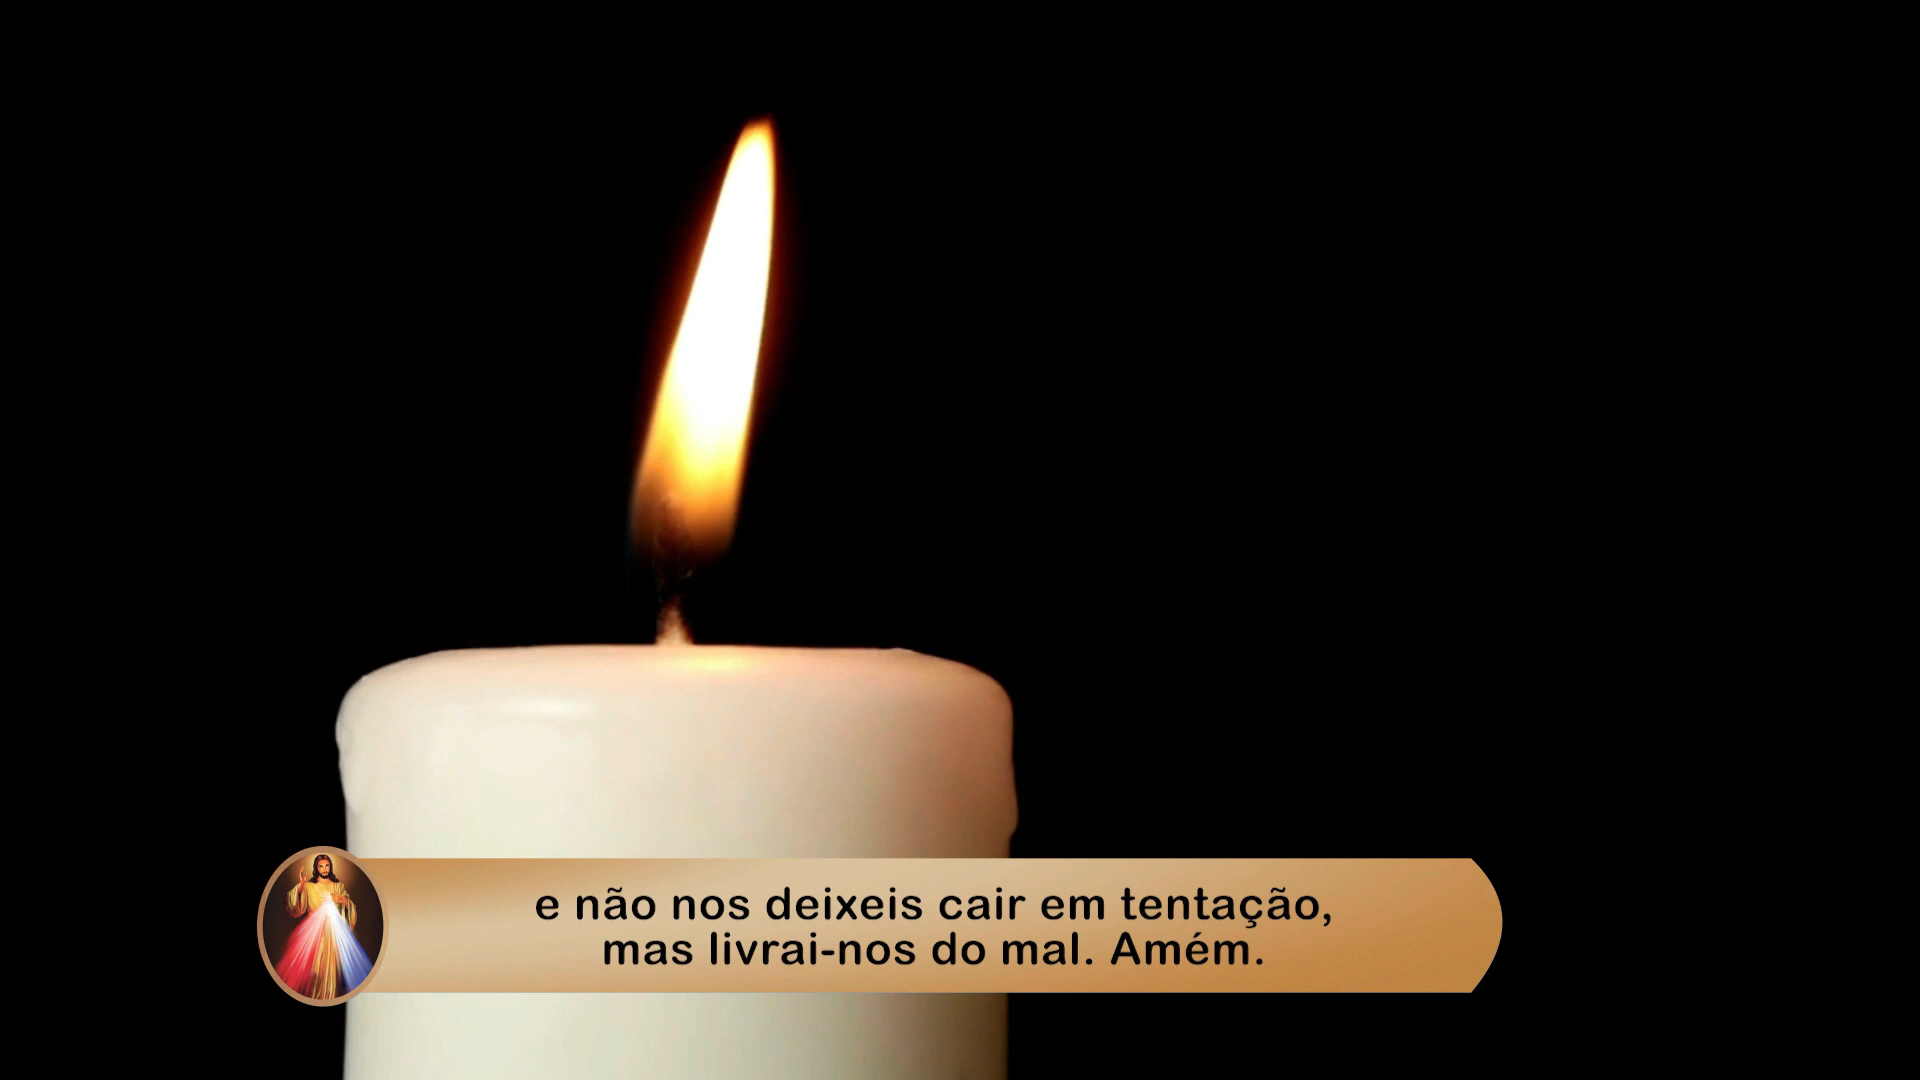 e não nos deixeis cair em tentação,
mas livrai-nos do mal. Amém.